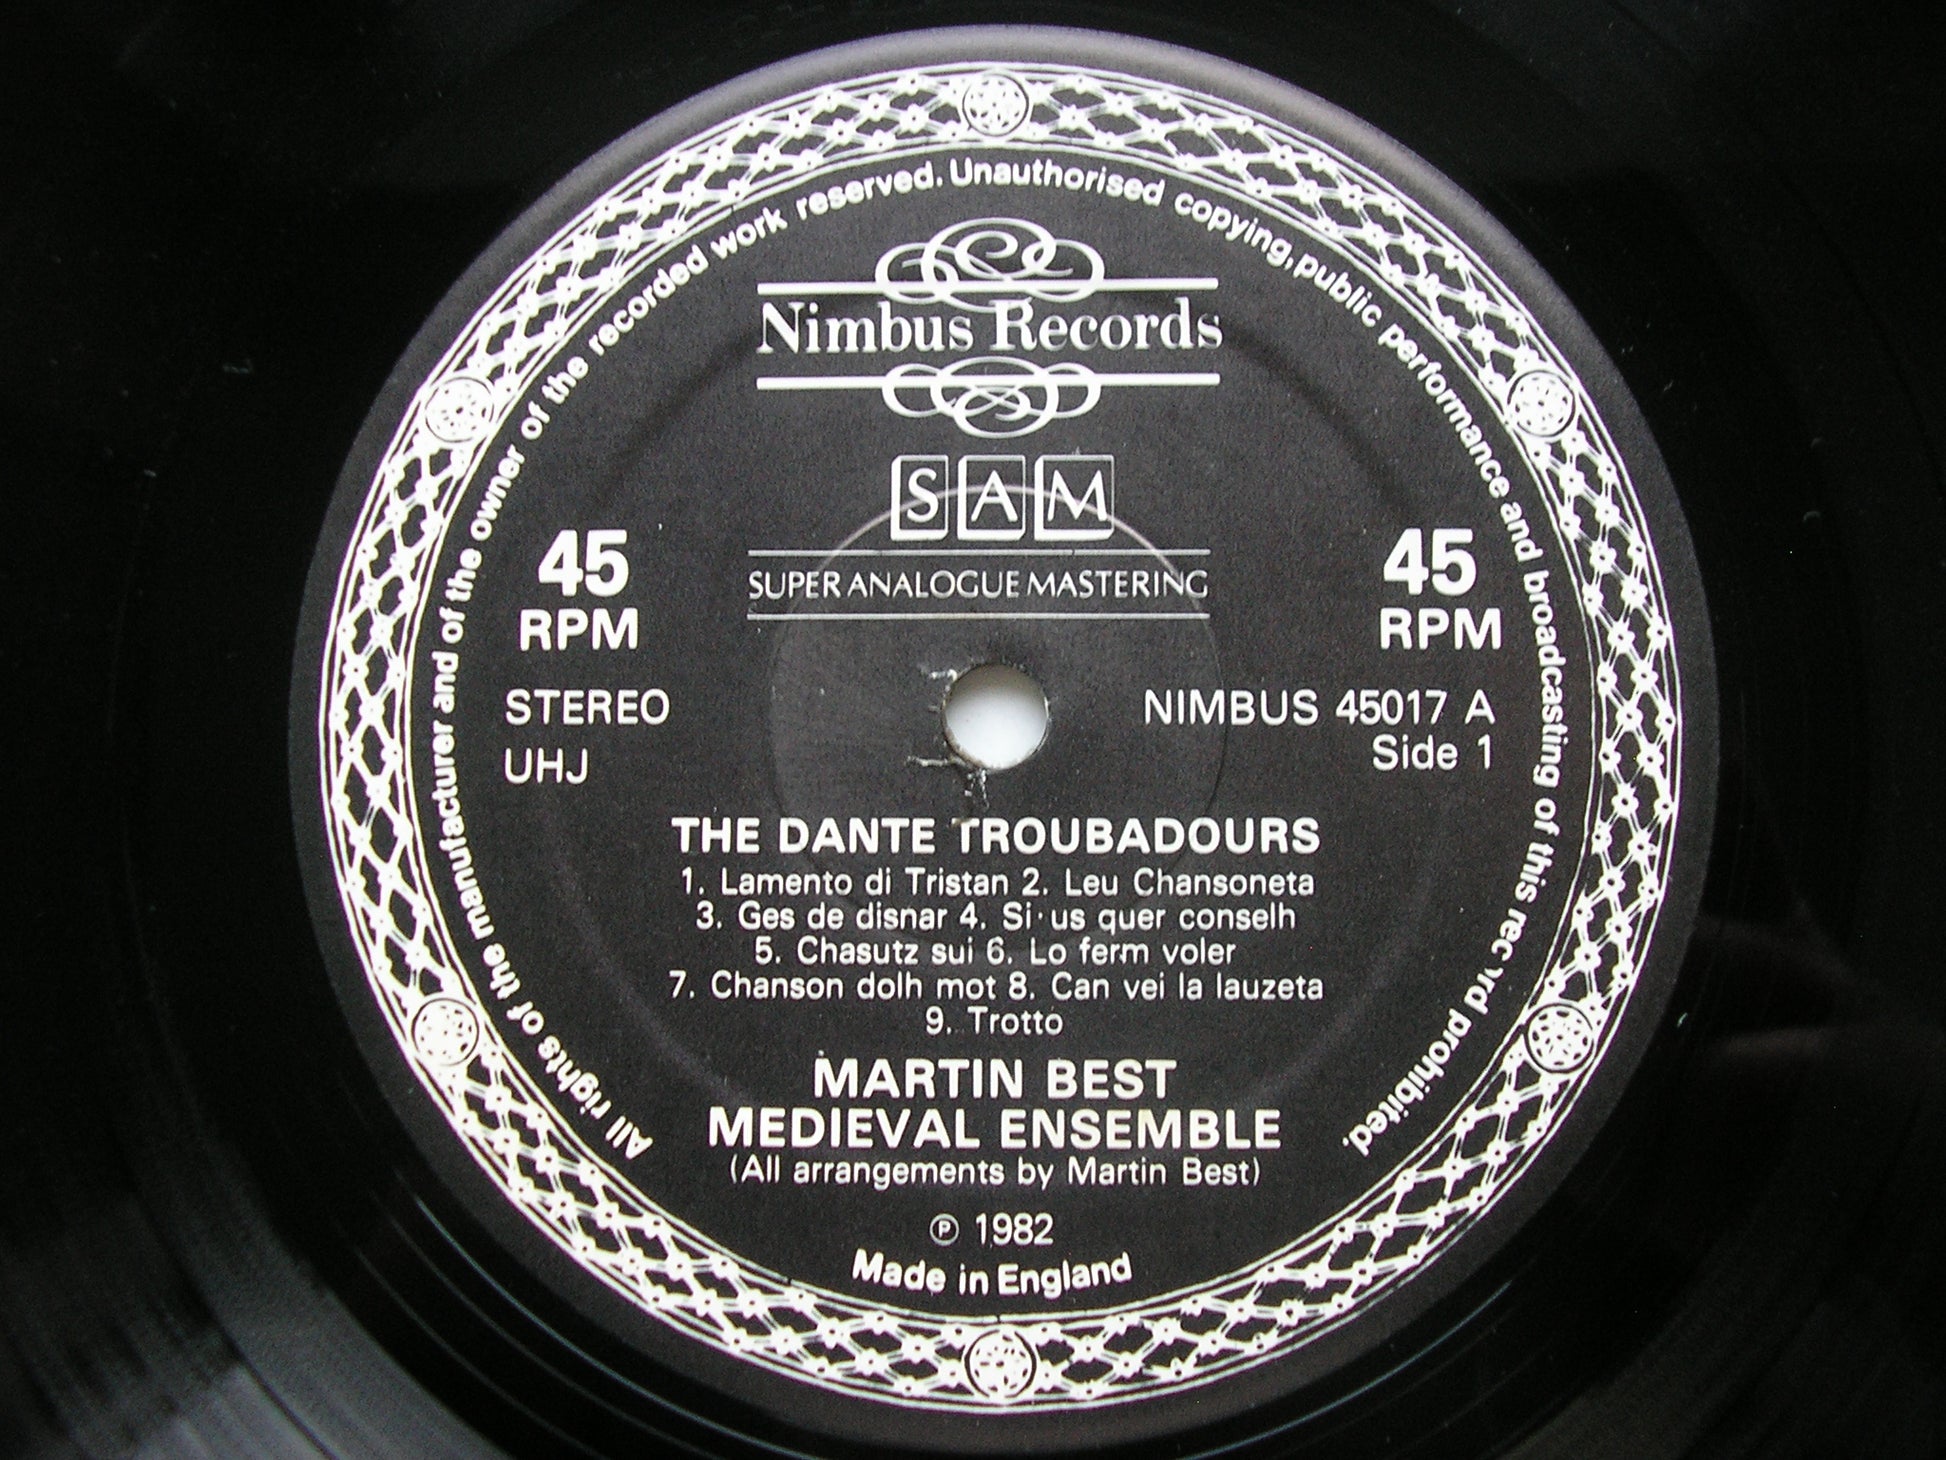 All rights of the manufacturer and of the owner of the recorded work reserved. Unauthorised copying, public performance and broadcasting of this record prohibited.
Nimbus Records
SAM
SUPER ANALOGUE MASTERING
45 RPM
45 RPM
STEREO
UHJ
NIMBUS 45017 A
Side 1
THE DANTE TROUBADOURS
1. Lamento di Tristan 2. Leu Chansoneta
3. Ges de disnar 4. Si·us quer conselh
5. Chasutz sui 6. Lo ferm voler
7. Chanson dolh mot 8. Can vei la lauzeta
9. Trotto
MARTIN BEST
MEDIEVAL ENSEMBLE
(All arrangements by Martin Best)
℗ 1982
Made in England